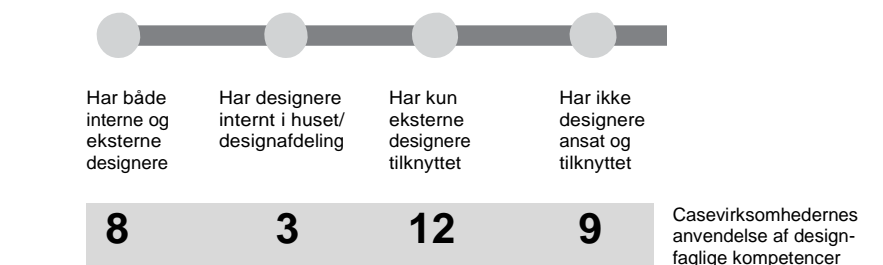 Har både
interne og
eksterne
designere
Har designere
internt i huset/
designafdeling
Har kun
eksterne
designere
tilknyttet
Har ikke
designere
ansat og
tilknyttet
8 3 12 9
Casevirksomhedernes
anvendelse af design-
faglige kompetencer